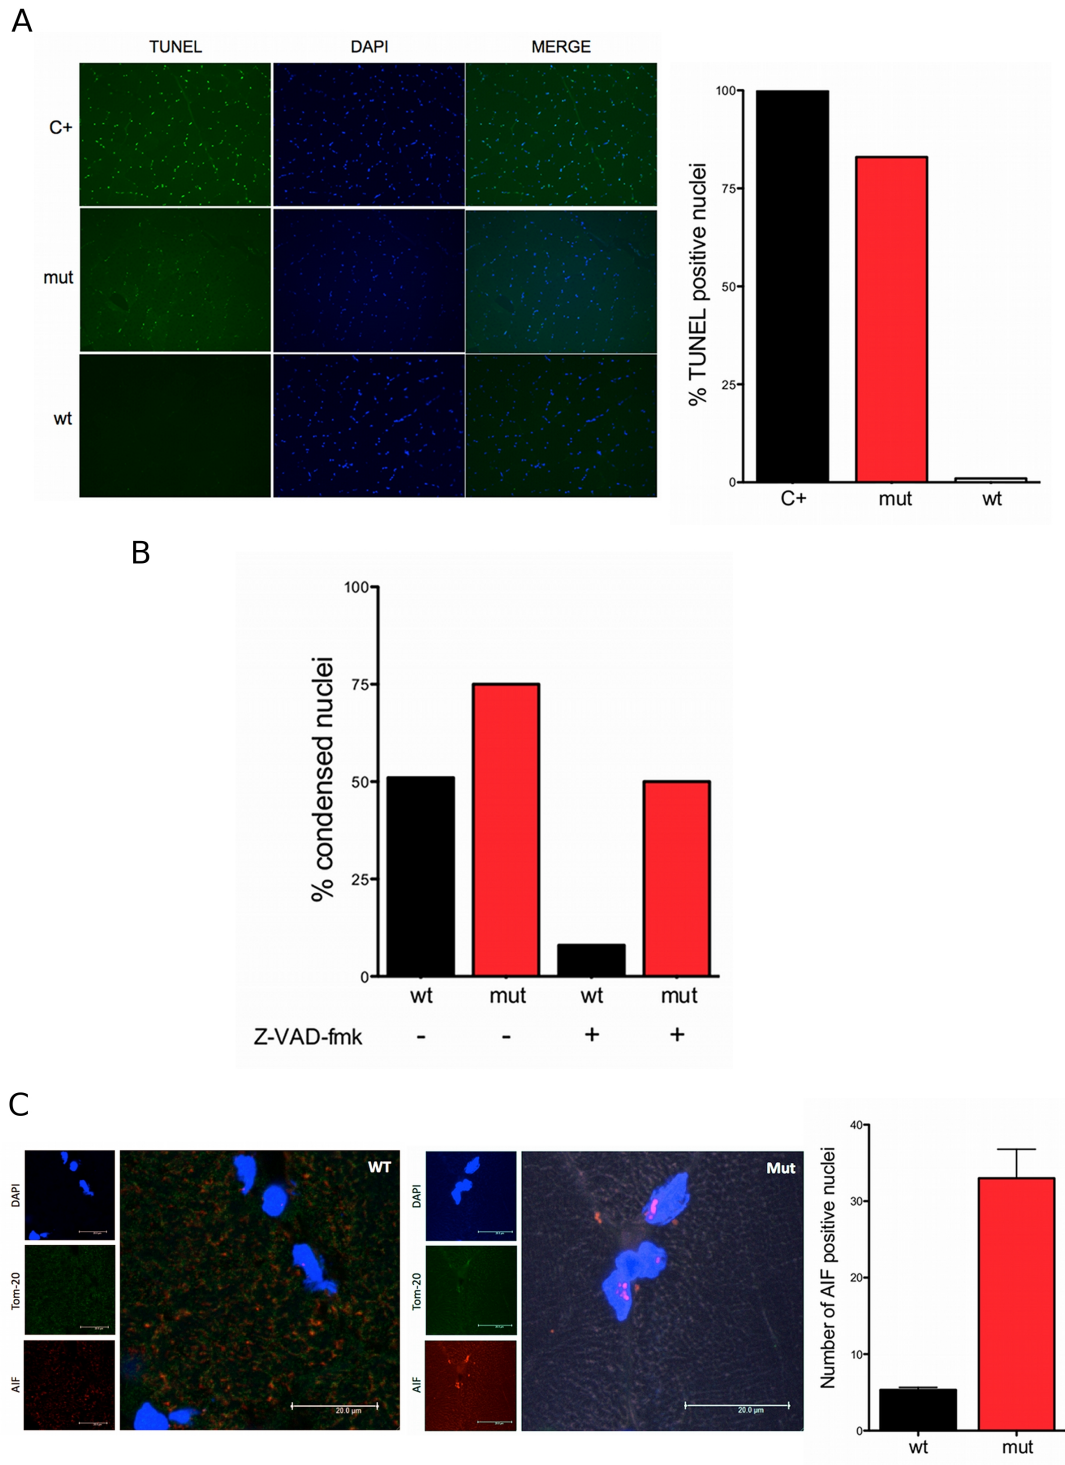 A
TUNEL DAPI MERGE
C+
mut
wt
% TUNEL positive nuclei
100
75
50
25
0
C+ mut wt
B
% condensed nuclei
100
75
50
25
0
wt mut wt mut
Z-VAD-fmk - - + +
C
DAPI
Tom-20
AIF
WT
20.0 µm
DAPI
Tom-20
AIF
Mut
20.0 µm
Number of AIF positive nuclei
40
30
20
10
0
wt mut